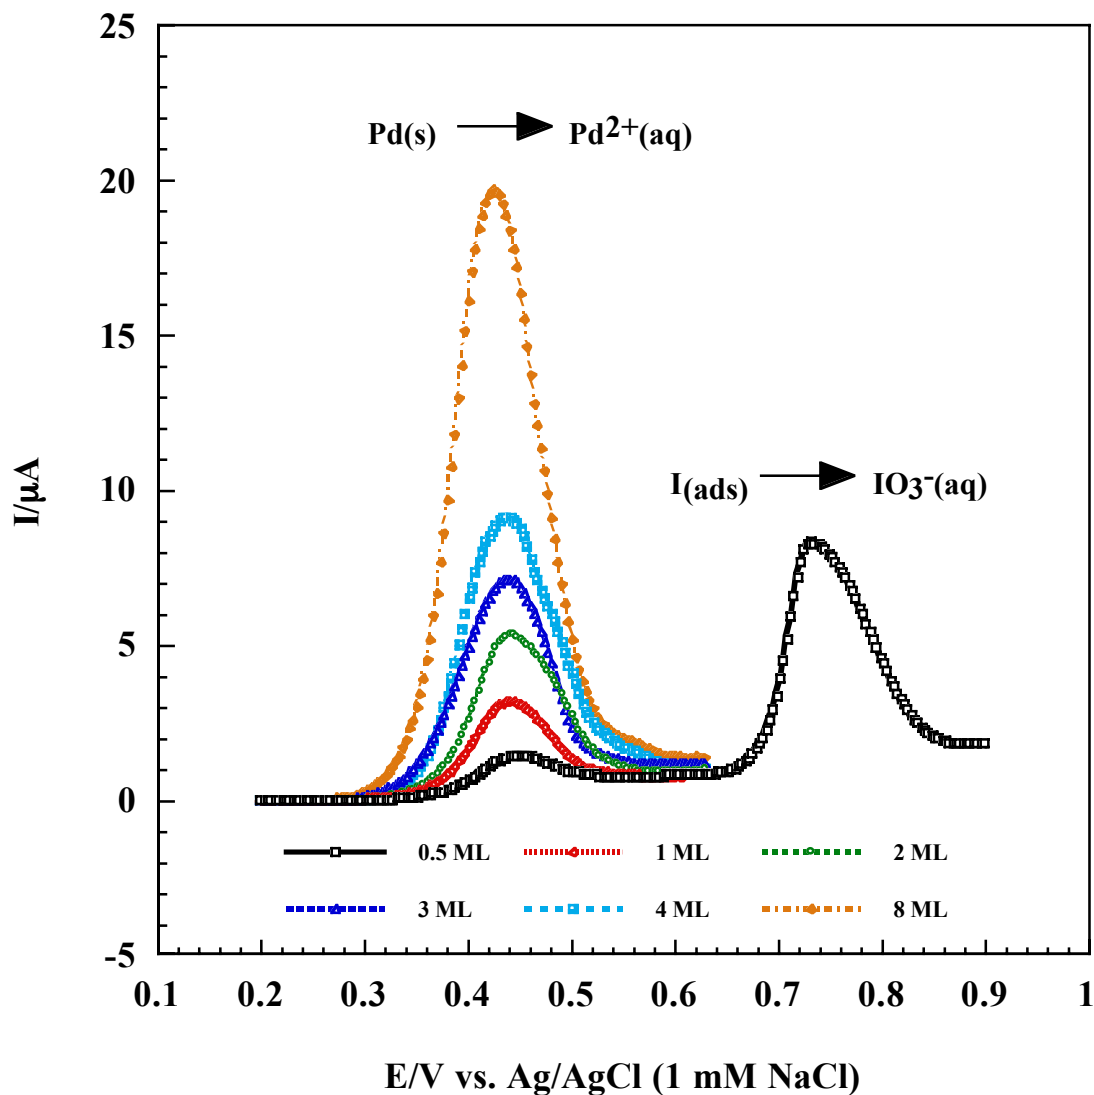 25
Pd(s) Pd2+(aq)
20
15
I(ads) IO3-(aq)
10
I/μA
5
0
0.5 ML 1 ML 2 ML
3 ML 4 ML 8 ML
-5
0.1 0.2 0.3 0.4 0.5 0.6 0.7 0.8 0.9 1
E/V vs. Ag/AgCl (1 mM NaCl)